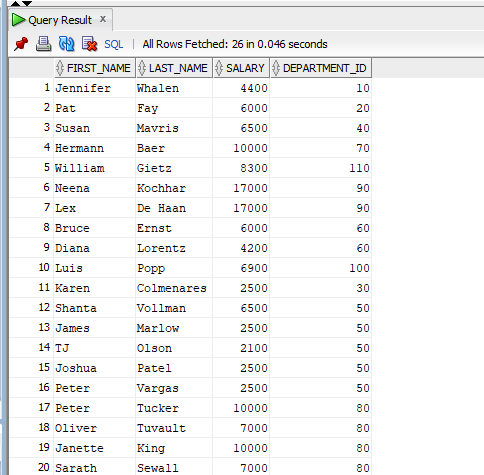 Query Result x
SQL | All Rows Fetched: 26 in 0.046 seconds
FIRST_NAME LAST_NAME SALARY DEPARTMENT_ID
1 Jennifer Whalen 4400 10
2 Pat Fay 6000 20
3 Susan Mavris 6500 40
4 Hermann Baer 10000 70
5 William Gietz 8300 110
6 Neena Kochhar 17000 90
7 Lex De Haan 17000 90
8 Bruce Ernst 6000 60
9 Diana Lorentz 4200 60
10 Luis Popp 6900 100
11 Karen Colmenares 2500 30
12 Shanta Vollman 6500 50
13 James Marlow 2500 50
14 TJ Olson 2100 50
15 Joshua Patel 2500 50
16 Peter Vargas 2500 50
17 Peter Tucker 10000 80
18 Oliver Tuvault 7000 80
19 Janette King 10000 80
20 Sarath Sewall 7000 80